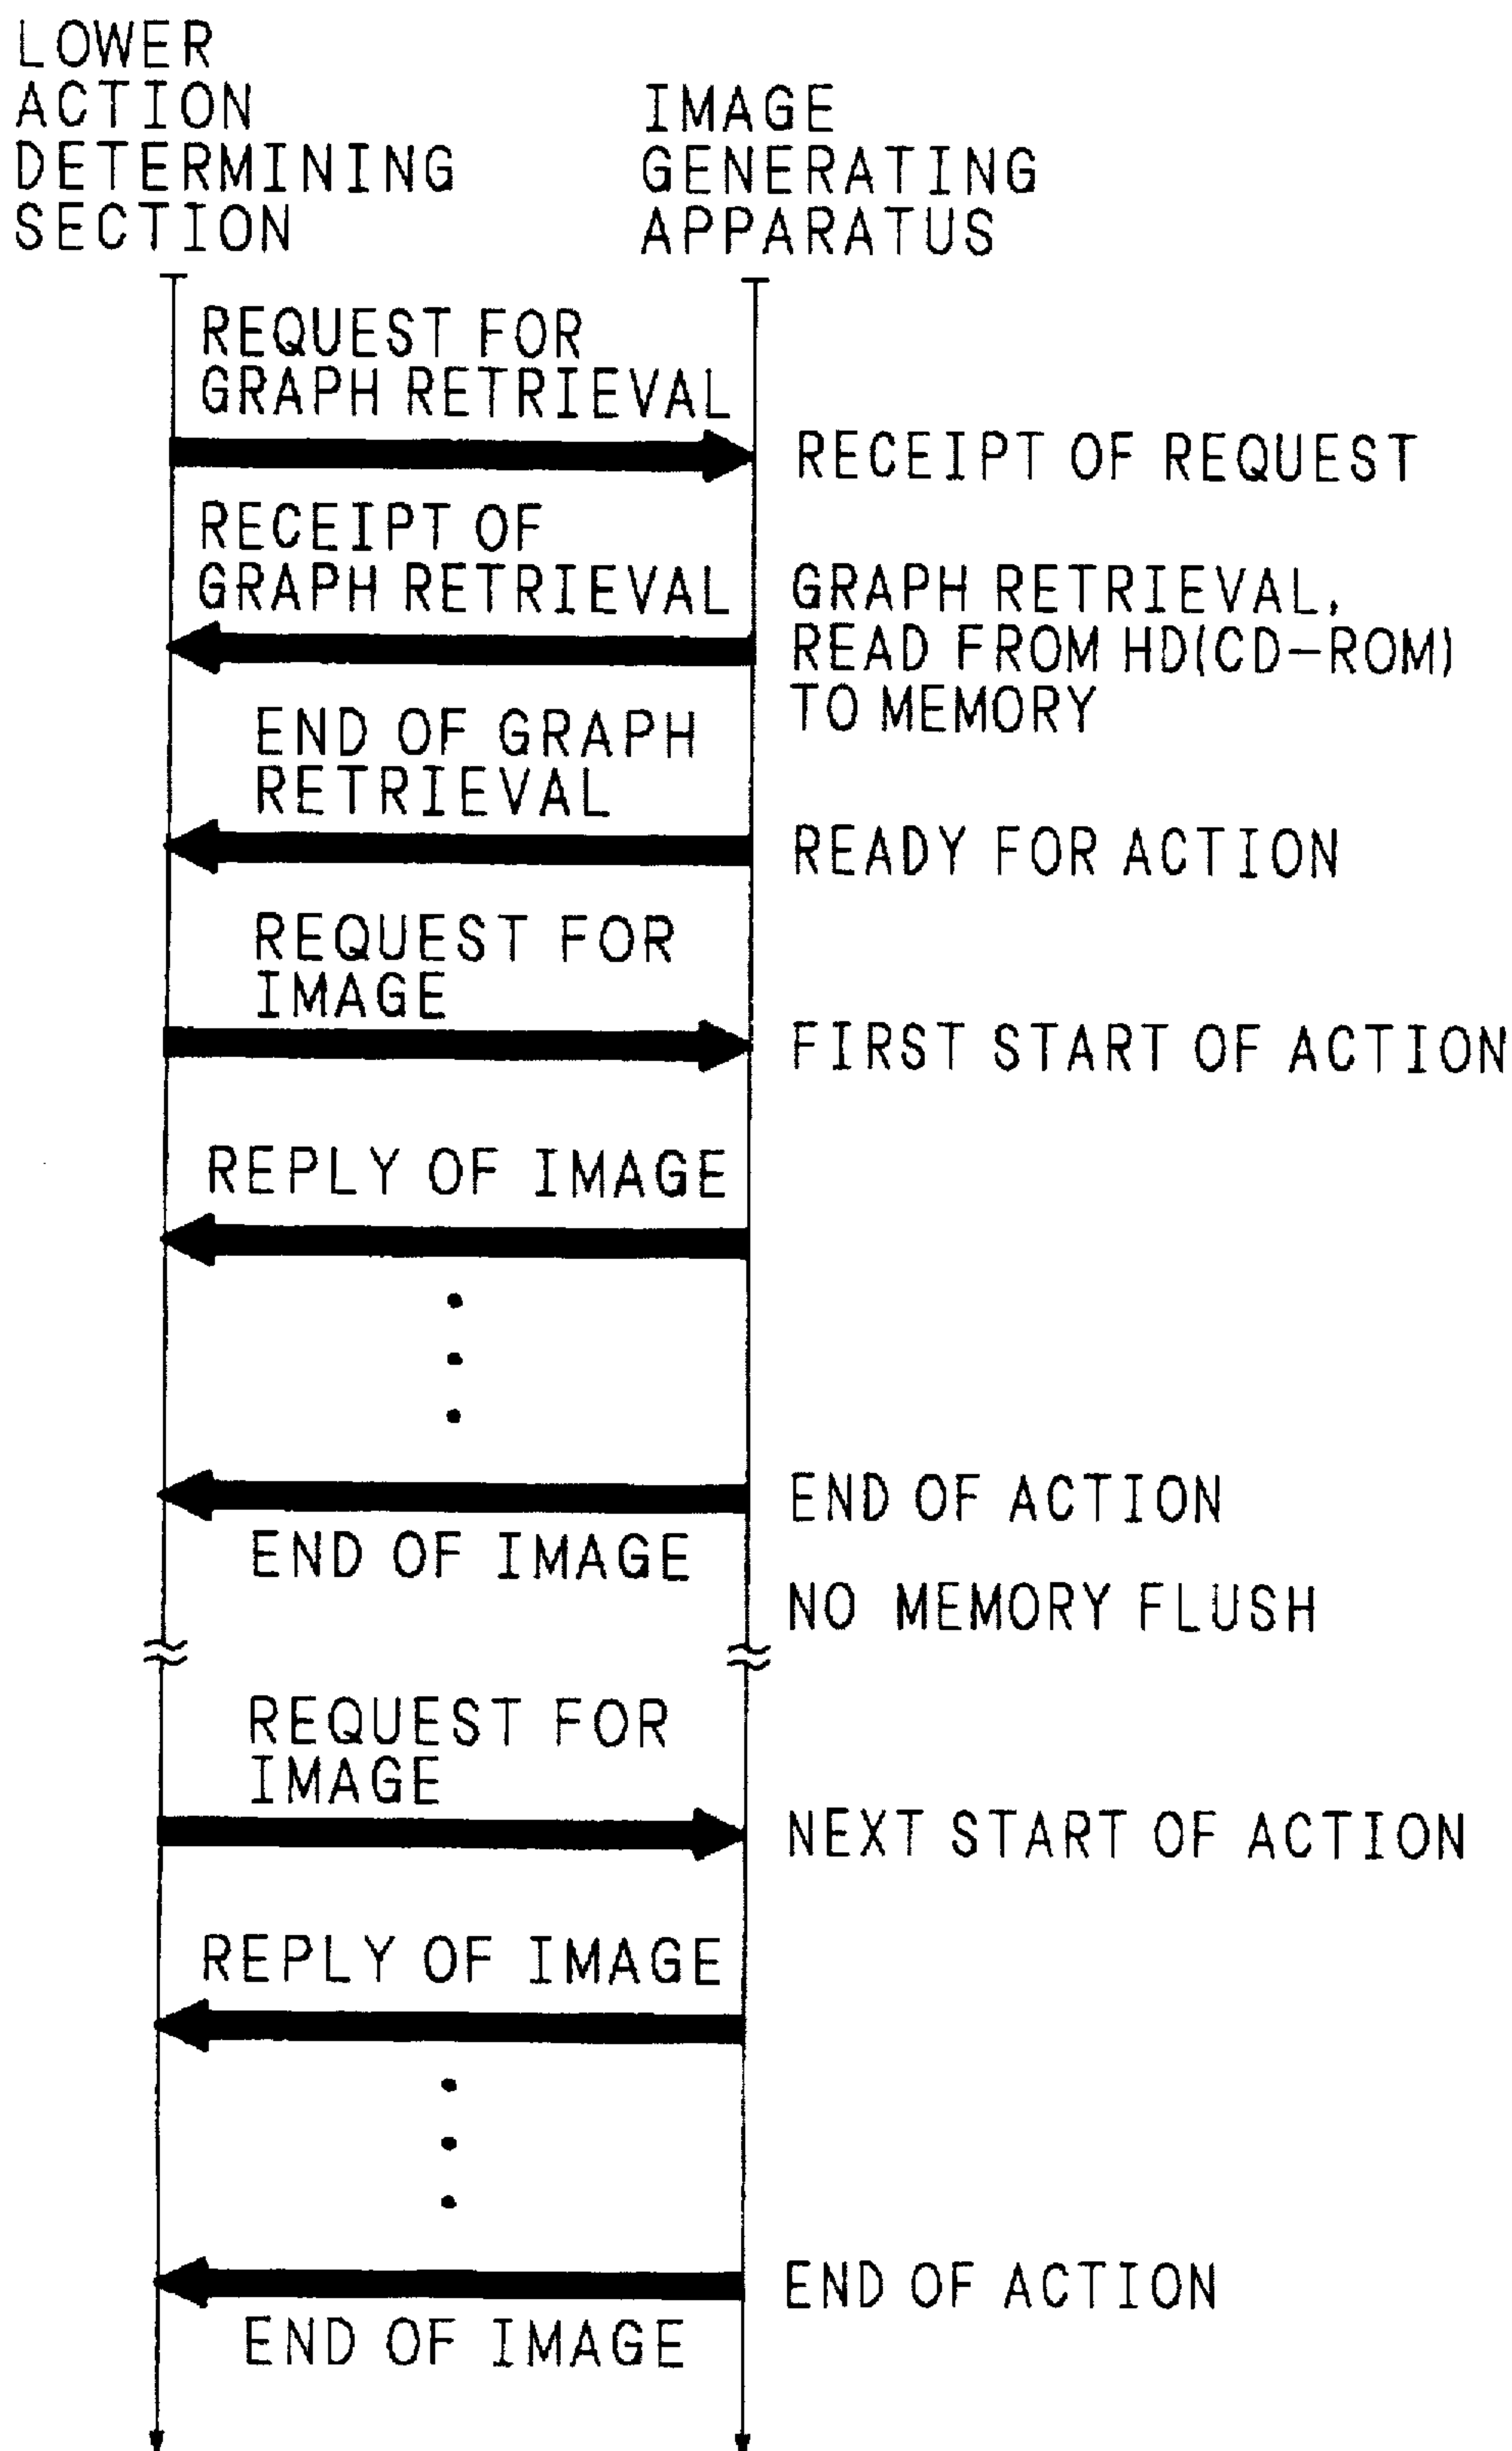 LOWER
ACTION
DETERMINING
SECTION
IMAGE
GENERATING
APPARATUS
REQUEST FOR
GRAPH RETRIEVAL
RECEIPT OF REQUEST
RECEIPT OF
GRAPH RETRIEVAL
GRAPH RETRIEVAL,
READ FROM HD(CD-ROM)
TO MEMORY
END OF GRAPH
RETRIEVAL
READY FOR ACTION
REQUEST FOR
IMAGE
FIRST START OF ACTION
REPLY OF IMAGE
END OF ACTION
END OF IMAGE
NO MEMORY FLUSH
REQUEST FOR
IMAGE
NEXT START OF ACTION
REPLY OF IMAGE
END OF ACTION
END OF IMAGE